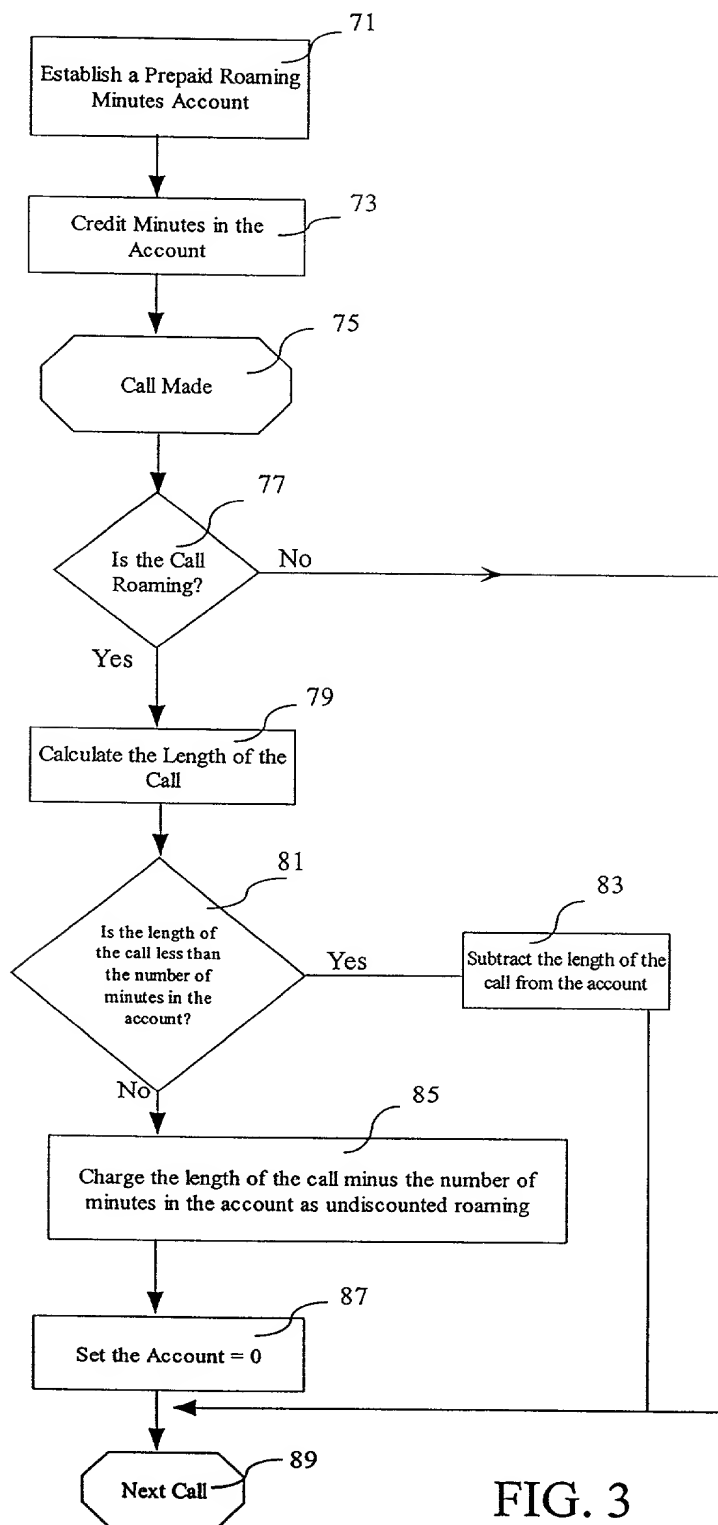 71
Establish a Prepaid Roaming
Minutes Account
73
Credit Minutes in the
Account
75
Call Made
77
Is the Call
Roaming?
No
Yes
79
Calculate the Length of the
Call
81
Is the length of
the call less than
the number of
minutes in the
account?
Yes
83
Subtract the length of the
call from the account
No
85
Charge the length of the call minus the number of
minutes in the account as undiscounted roaming
87
Set the Account = 0
89
Next Call
FIG. 3